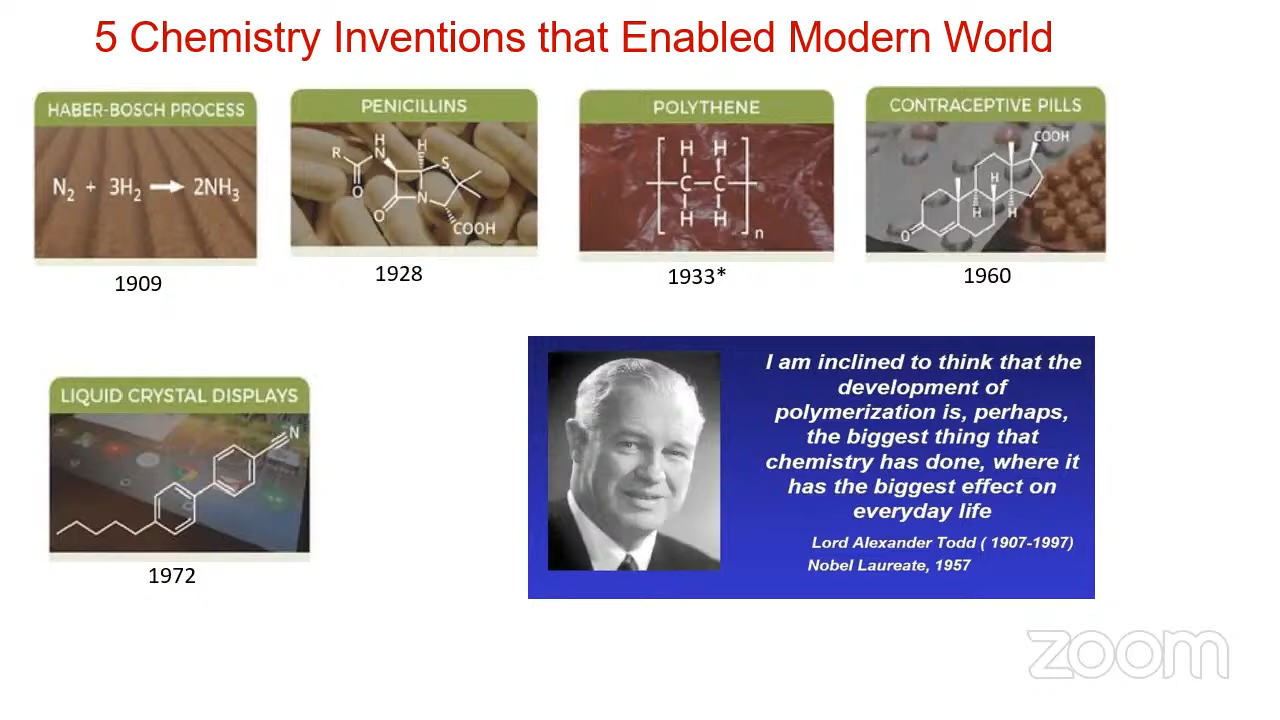 5 Chemistry Inventions that Enabled Modern World
HABER-BOSCH PROCESS
N2 + 3H2 → 2NH3
1909
PENICILLINS
R
H
N
O
H
S
O
N
COOH
1928
POLYTHENE
H H
C C
H H
n
1933*
CONTRACEPTIVE PILLS
COOH
H
H
H
O
1960
LIQUID CRYSTAL DISPLAYS
N
1972
I am inclined to think that the
development of
polymerization is, perhaps,
the biggest thing that
chemistry has done, where it
has the biggest effect on
everyday life
Lord Alexander Todd ( 1907-1997)
Nobel Laureate, 1957
zoom